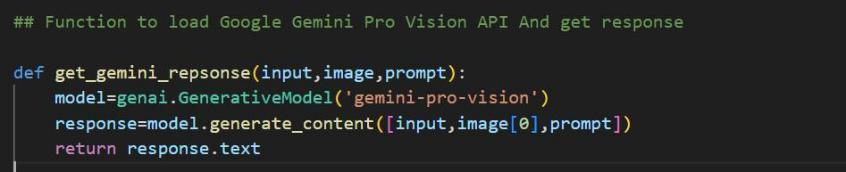 ## Function to load Google Gemini Pro Vision API And get response
def get_gemini_repsonse(input,image,prompt):
model=genai.GenerativeModel('gemini-pro-vision')
response=model.generate_content([input,image[0],prompt])
return response.text